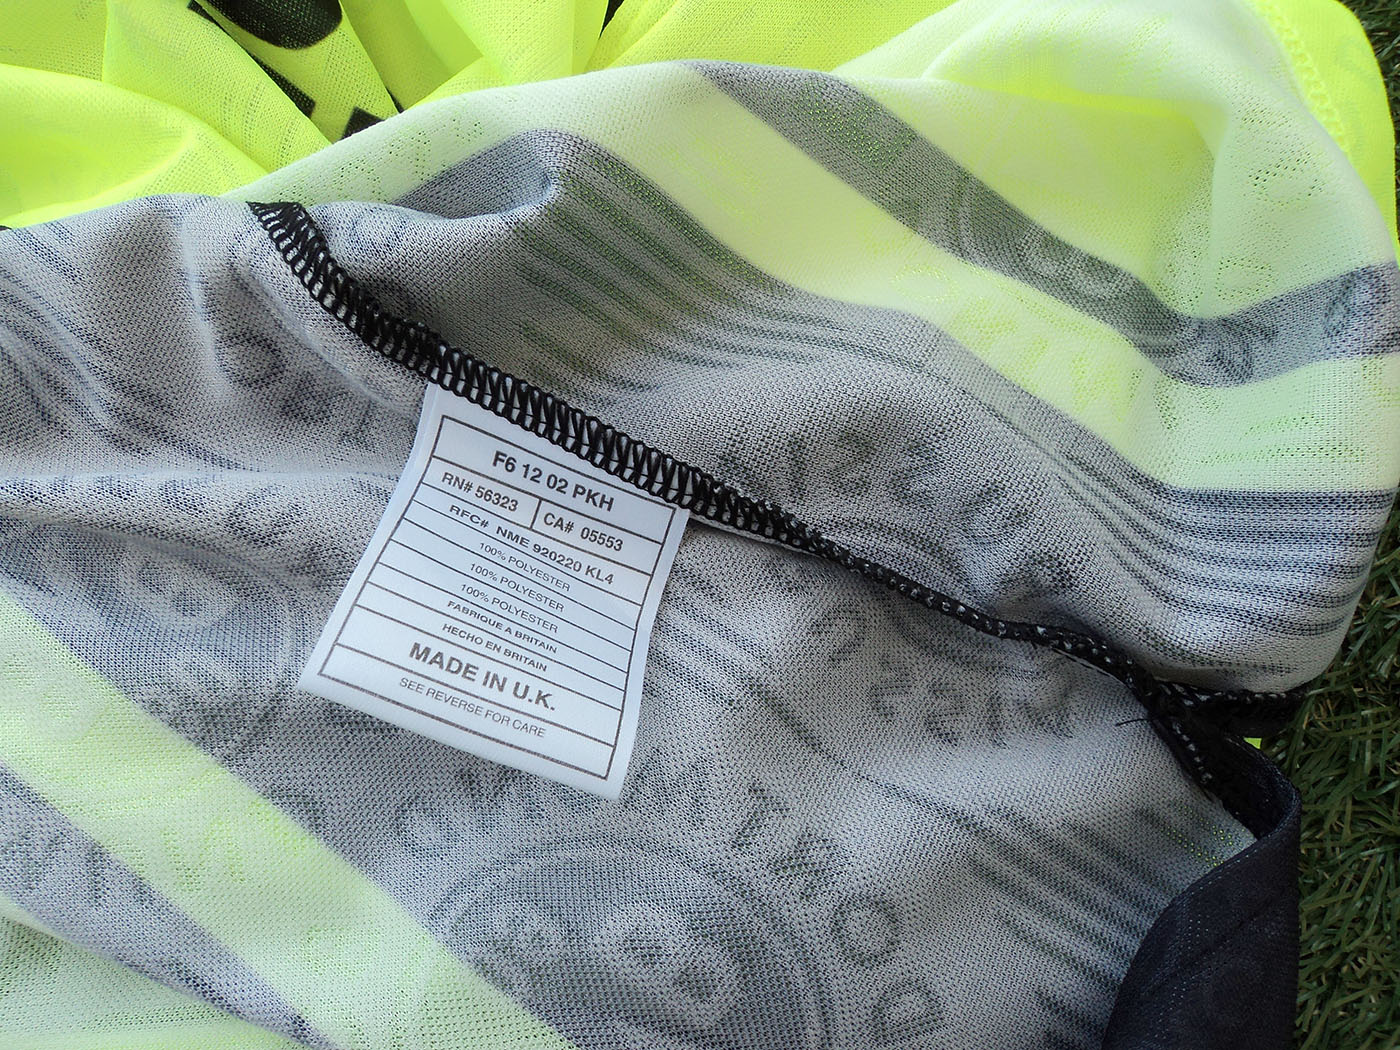 F6 12 02 PKH
RN# 56323 CA# 05553
RFC# NME 920220 KL4
100% POLYESTER
100% POLYESTER
100% POLYESTER
FABRIQUE A BRITAIN
HECHO EN BRITAIN
MADE IN U.K.
SEE REVERSE FOR CARE